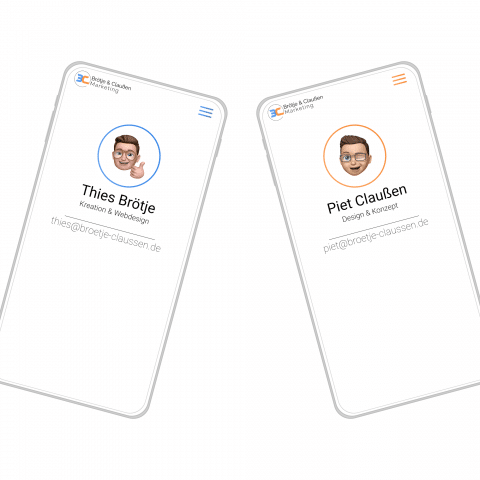 BC
Brötje & Claußen
Marketing
Thies Brötje
Kreation & Webdesign
thies@broetje-claussen.de
BC
Brötje & Claußen
Marketing
Piet Claußen
Design & Konzept
piet@broetje-claussen.de